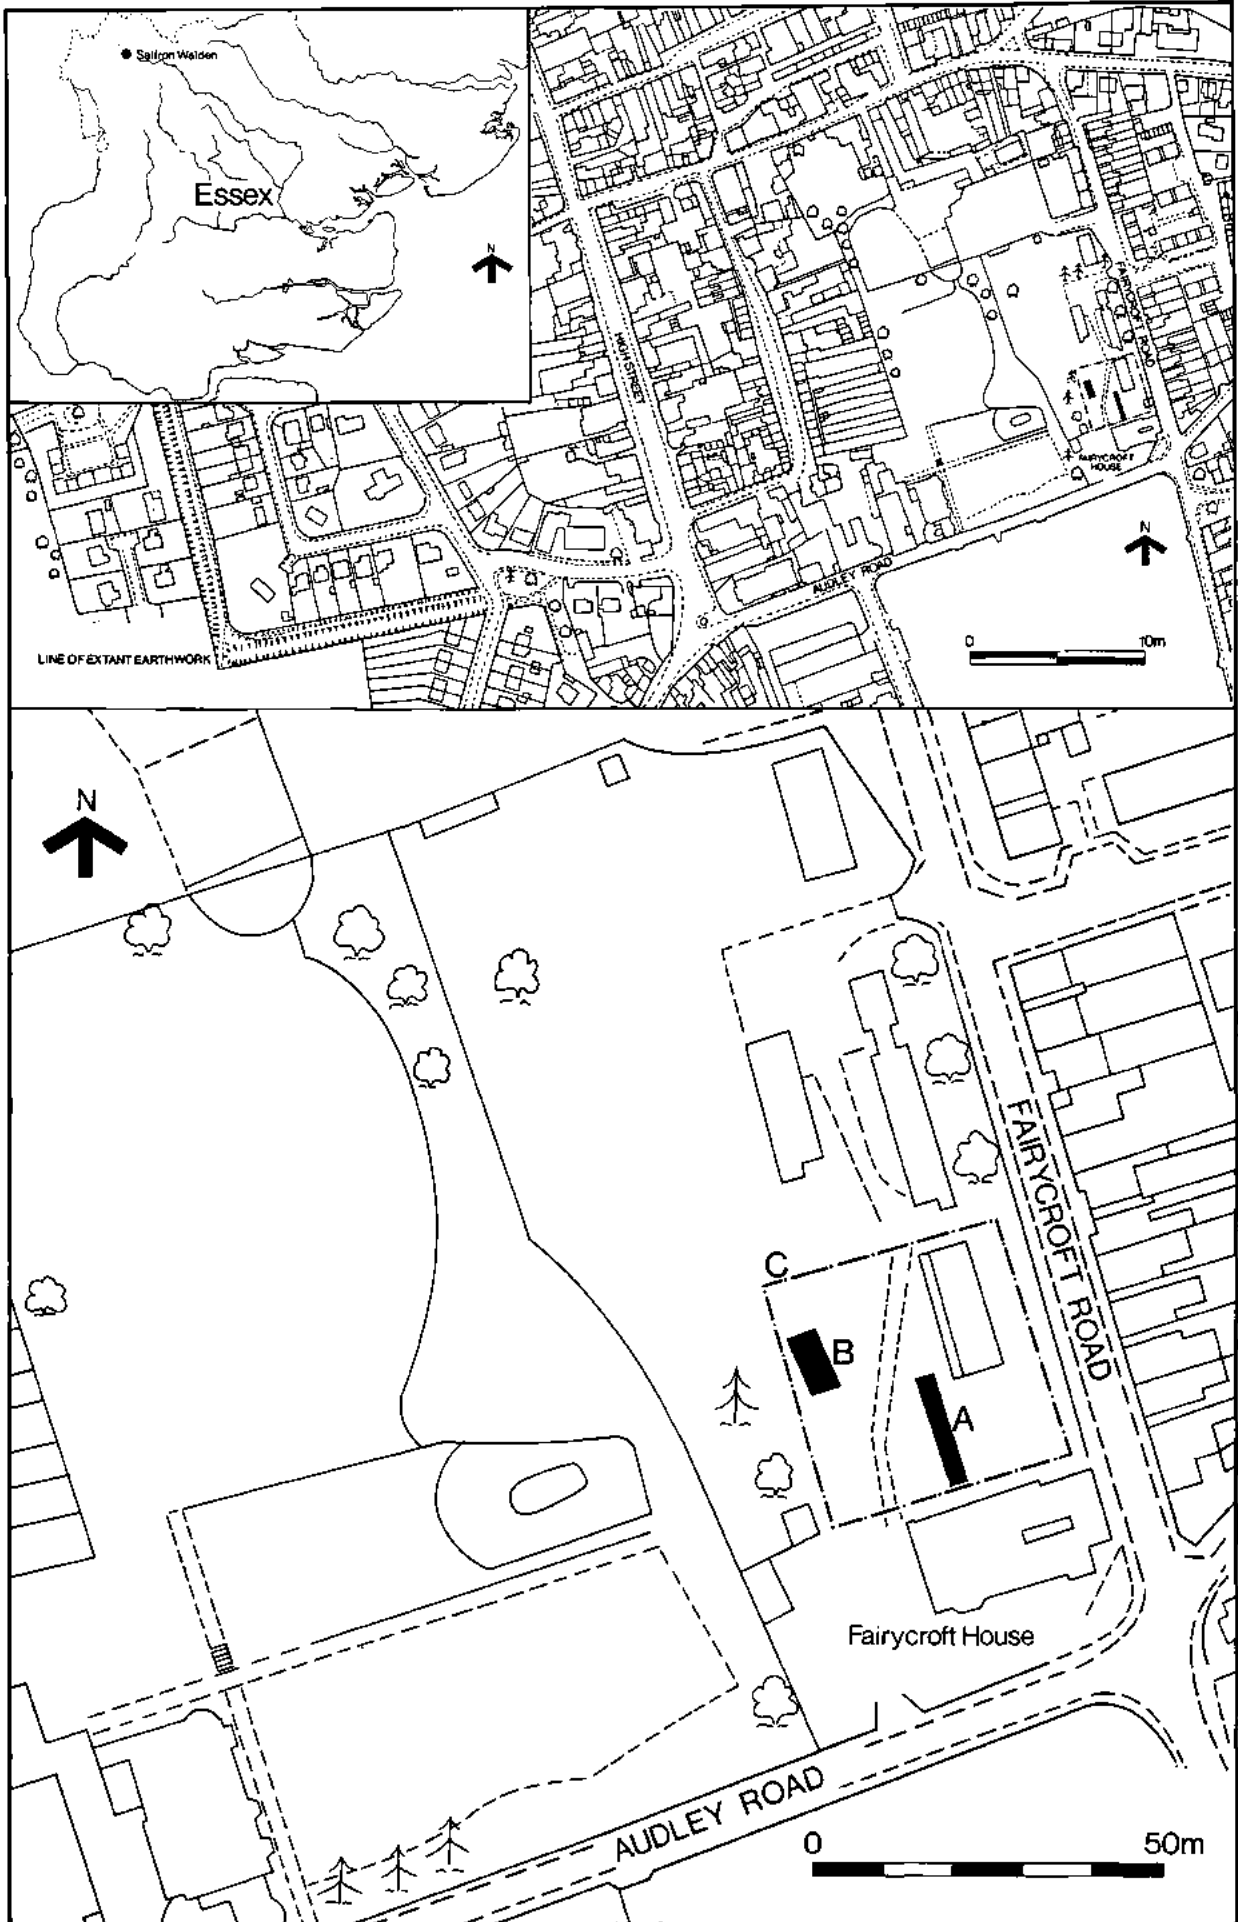 Saffron Walden
Essex
N
HIGH STREET
FAIRYCROFT ROAD
FAIRYCROFT
HOUSE
N
AUDLEY ROAD
LINE OF EXTANT EARTHWORK
0 10m
N
FAIRYCROFT ROAD
C
B
A
Fairycroft House
AUDLEY ROAD
0 50m